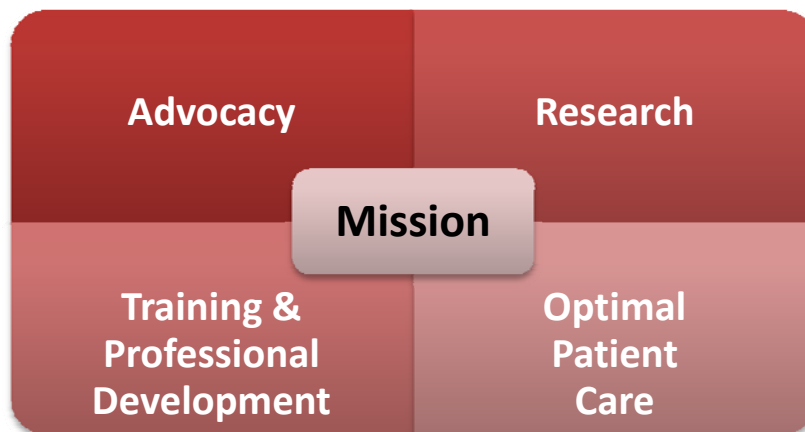 Advocacy
Research
Mission
Training &
Professional
Development
Optimal
Patient
Care